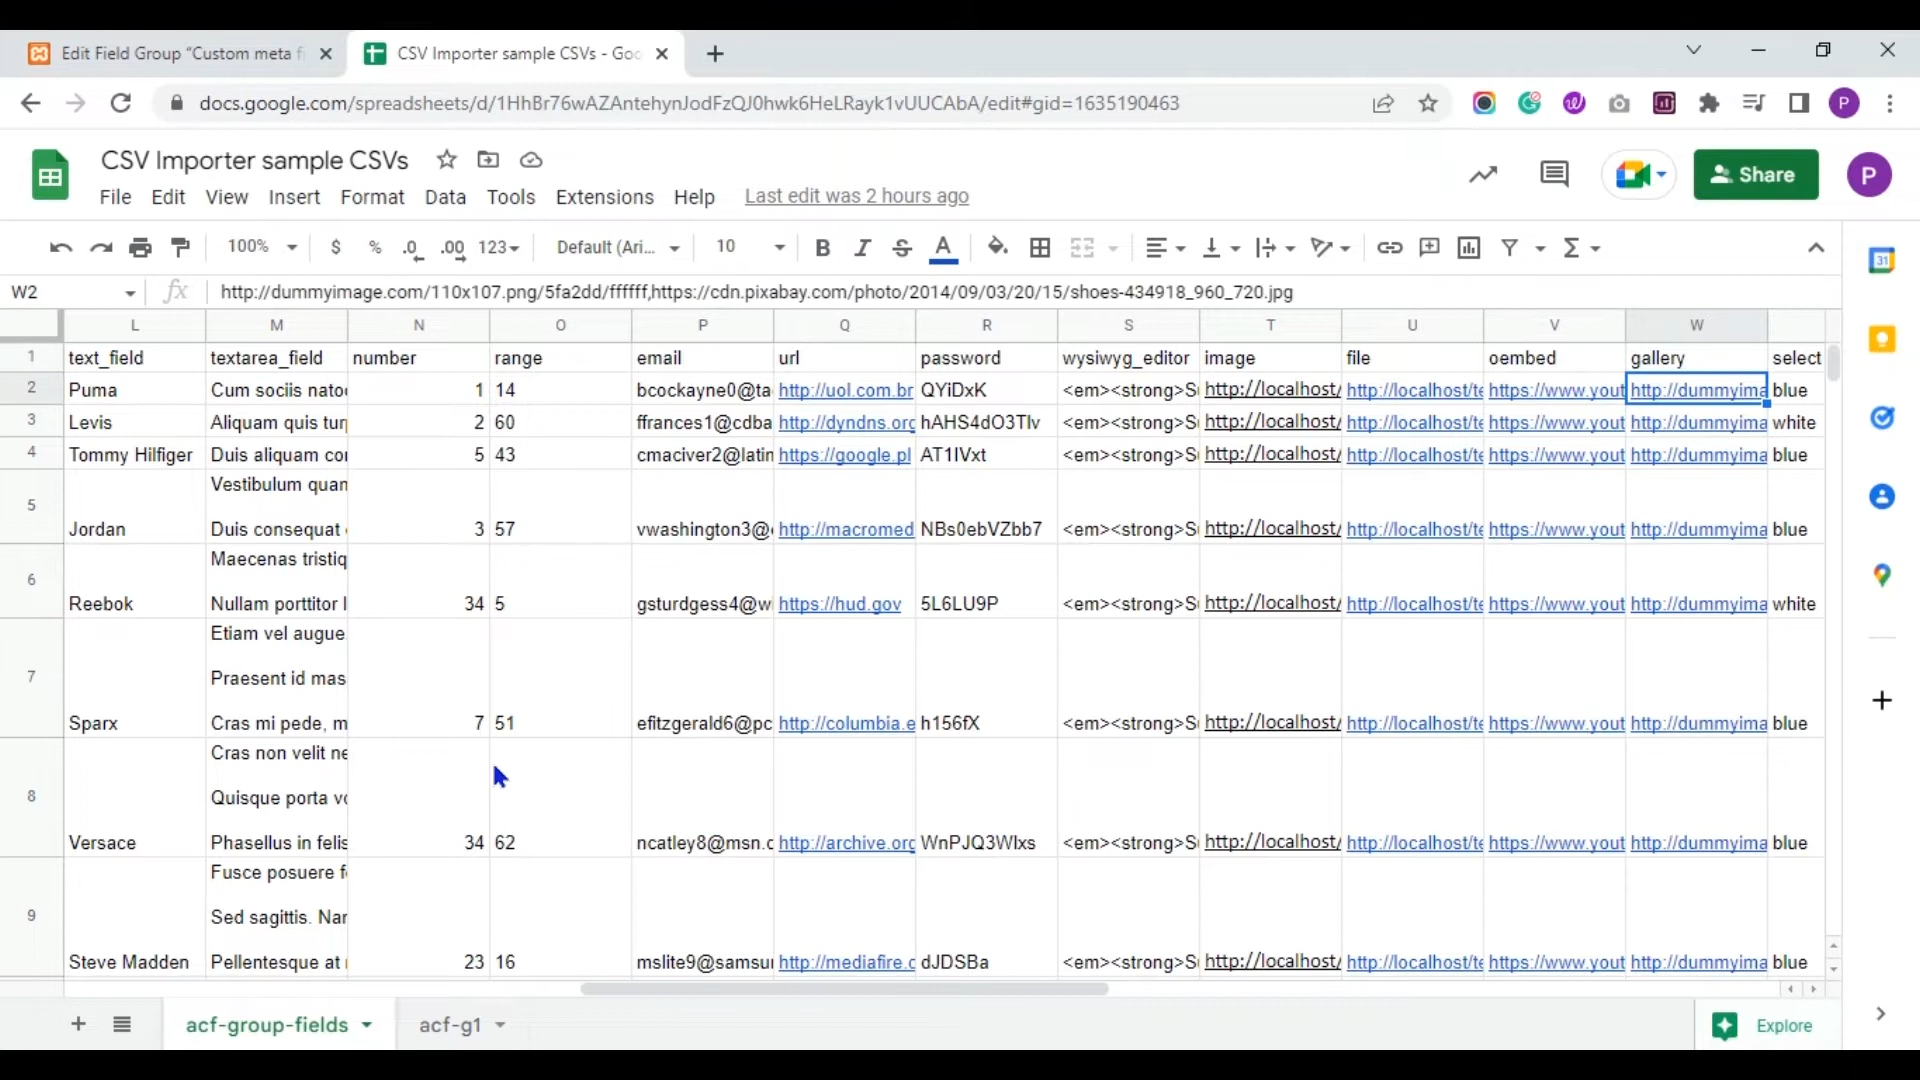 Edit Field Group “Custom meta f
CSV Importer sample CSVs - Goo
docs.google.com/spreadsheets/d/1HhBr76wAZAntehynJodFzQJ0hwk6HeLRayk1vUUCAbA/edit#gid=1635190463
P
CSV Importer sample CSVs
File Edit View Insert Format Data Tools Extensions Help Last edit was 2 hours ago
Share
P
100% $ % .0 .00 123 Default (Ari... 10 B I S A
31
W2 fx http://dummyimage.com/110x107.png/5fa2dd/ffffff,https://cdn.pixabay.com/photo/2014/09/03/20/15/shoes-434918_960_720.jpg
L M N O P Q R S T U V W
1 text_field textarea_field number range email url password wysiwyg_editor image file oembed gallery select
2 Puma Cum sociis nato 1 14 bcockayne0@ta http://uol.com.br QYiDxK <em><strong>S http://localhost/ http://localhost/te https://www.yout http://dummyima blue
3 Levis Aliquam quis tur 2 60 ffrances1@cdba http://dyndns.org hAHS4dO3TIv <em><strong>S http://localhost/ http://localhost/te https://www.yout http://dummyima white
4 Tommy Hilfiger Duis aliquam cor 5 43 cmaciver2@latin https://google.pl AT1IVxt <em><strong>S http://localhost/ http://localhost/te https://www.yout http://dummyima blue
Vestibulum quan
5 Jordan Duis consequat 3 57 vwashington3@ http://macromed NBs0ebVZbb7 <em><strong>S http://localhost/ http://localhost/te https://www.yout http://dummyima blue
Maecenas tristiq
6 Reebok Nullam porttitor l 34 5 gsturdgess4@w https://hud.gov 5L6LU9P <em><strong>S http://localhost/ http://localhost/te https://www.yout http://dummyima white
Etiam vel augue.
7 Praesent id mas
Sparx Cras mi pede, m 7 51 efitzgerald6@pc http://columbia.e h156fX <em><strong>S http://localhost/ http://localhost/te https://www.yout http://dummyima blue
Cras non velit ne
8 Quisque porta vo
Versace Phasellus in felis 34 62 ncatley8@msn.c http://archive.org WnPJQ3Wlxs <em><strong>S http://localhost/ http://localhost/te https://www.yout http://dummyima blue
Fusce posuere f
9 Sed sagittis. Nar
Steve Madden Pellentesque at 23 16 mslite9@samsu http://mediafire.c dJDSBa <em><strong>S http://localhost/ http://localhost/te https://www.yout http://dummyima blue
acf-group-fields acf-g1 Explore